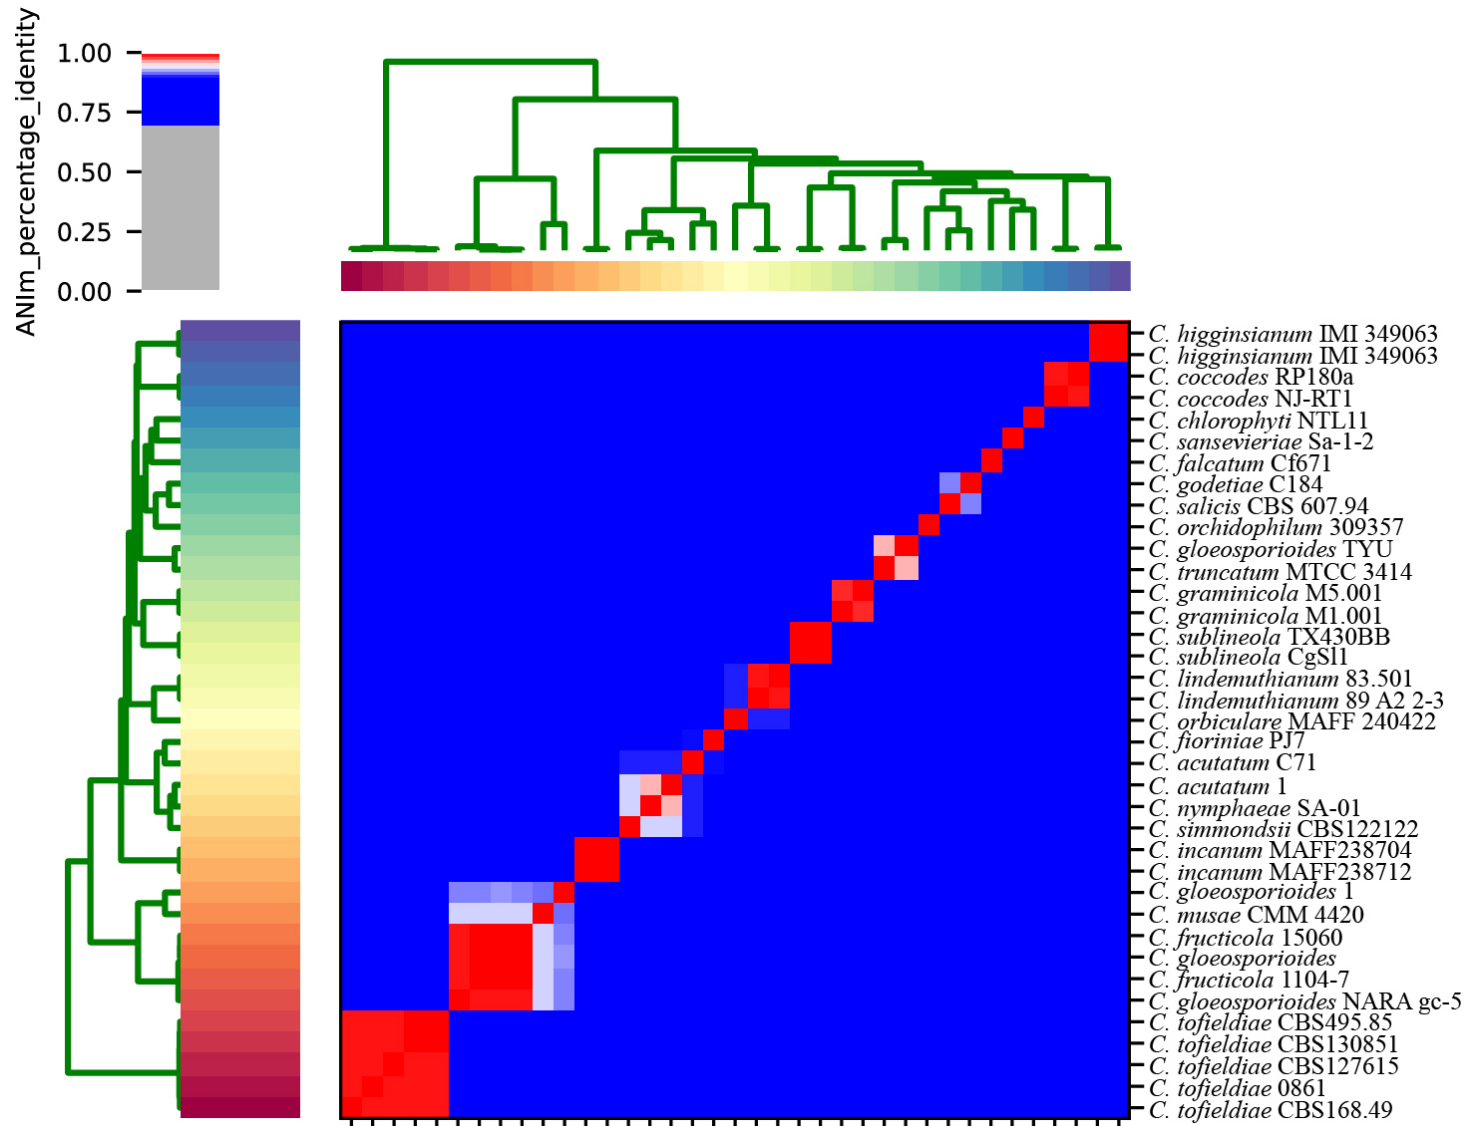 ANIm_percentage_identity
1.00
0.75
0.50
0.25
0.00
C. higginsianum IMI 349063
C. higginsianum IMI 349063
C. coccodes RP180a
C. coccodes NJ-RT1
C. chlorophyti NTL11
C. sansevieriae Sa-1-2
C. falcatum Cf671
C. godetiae C184
C. salicis CBS 607.94
C. orchidophilum 309357
C. gloeosporioides TYU
C. truncatum MTCC 3414
C. graminicola M5.001
C. graminicola M1.001
C. sublineola TX430BB
C. sublineola CgSl1
C. lindemuthianum 83.501
C. lindemuthianum 89 A2 2-3
C. orbiculare MAFF 240422
C. fioriniae PJ7
C. acutatum C71
C. acutatum 1
C. nymphaeae SA-01
C. simmondsii CBS122122
C. incanum MAFF238704
C. incanum MAFF238712
C. gloeosporioides 1
C. musae CMM 4420
C. fructicola 15060
C. gloeosporioides
C. fructicola 1104-7
C. gloeosporioides NARA gc-5
C. tofieldiae CBS495.85
C. tofieldiae CBS130851
C. tofieldiae CBS127615
C. tofieldiae 0861
C. tofieldiae CBS168.49